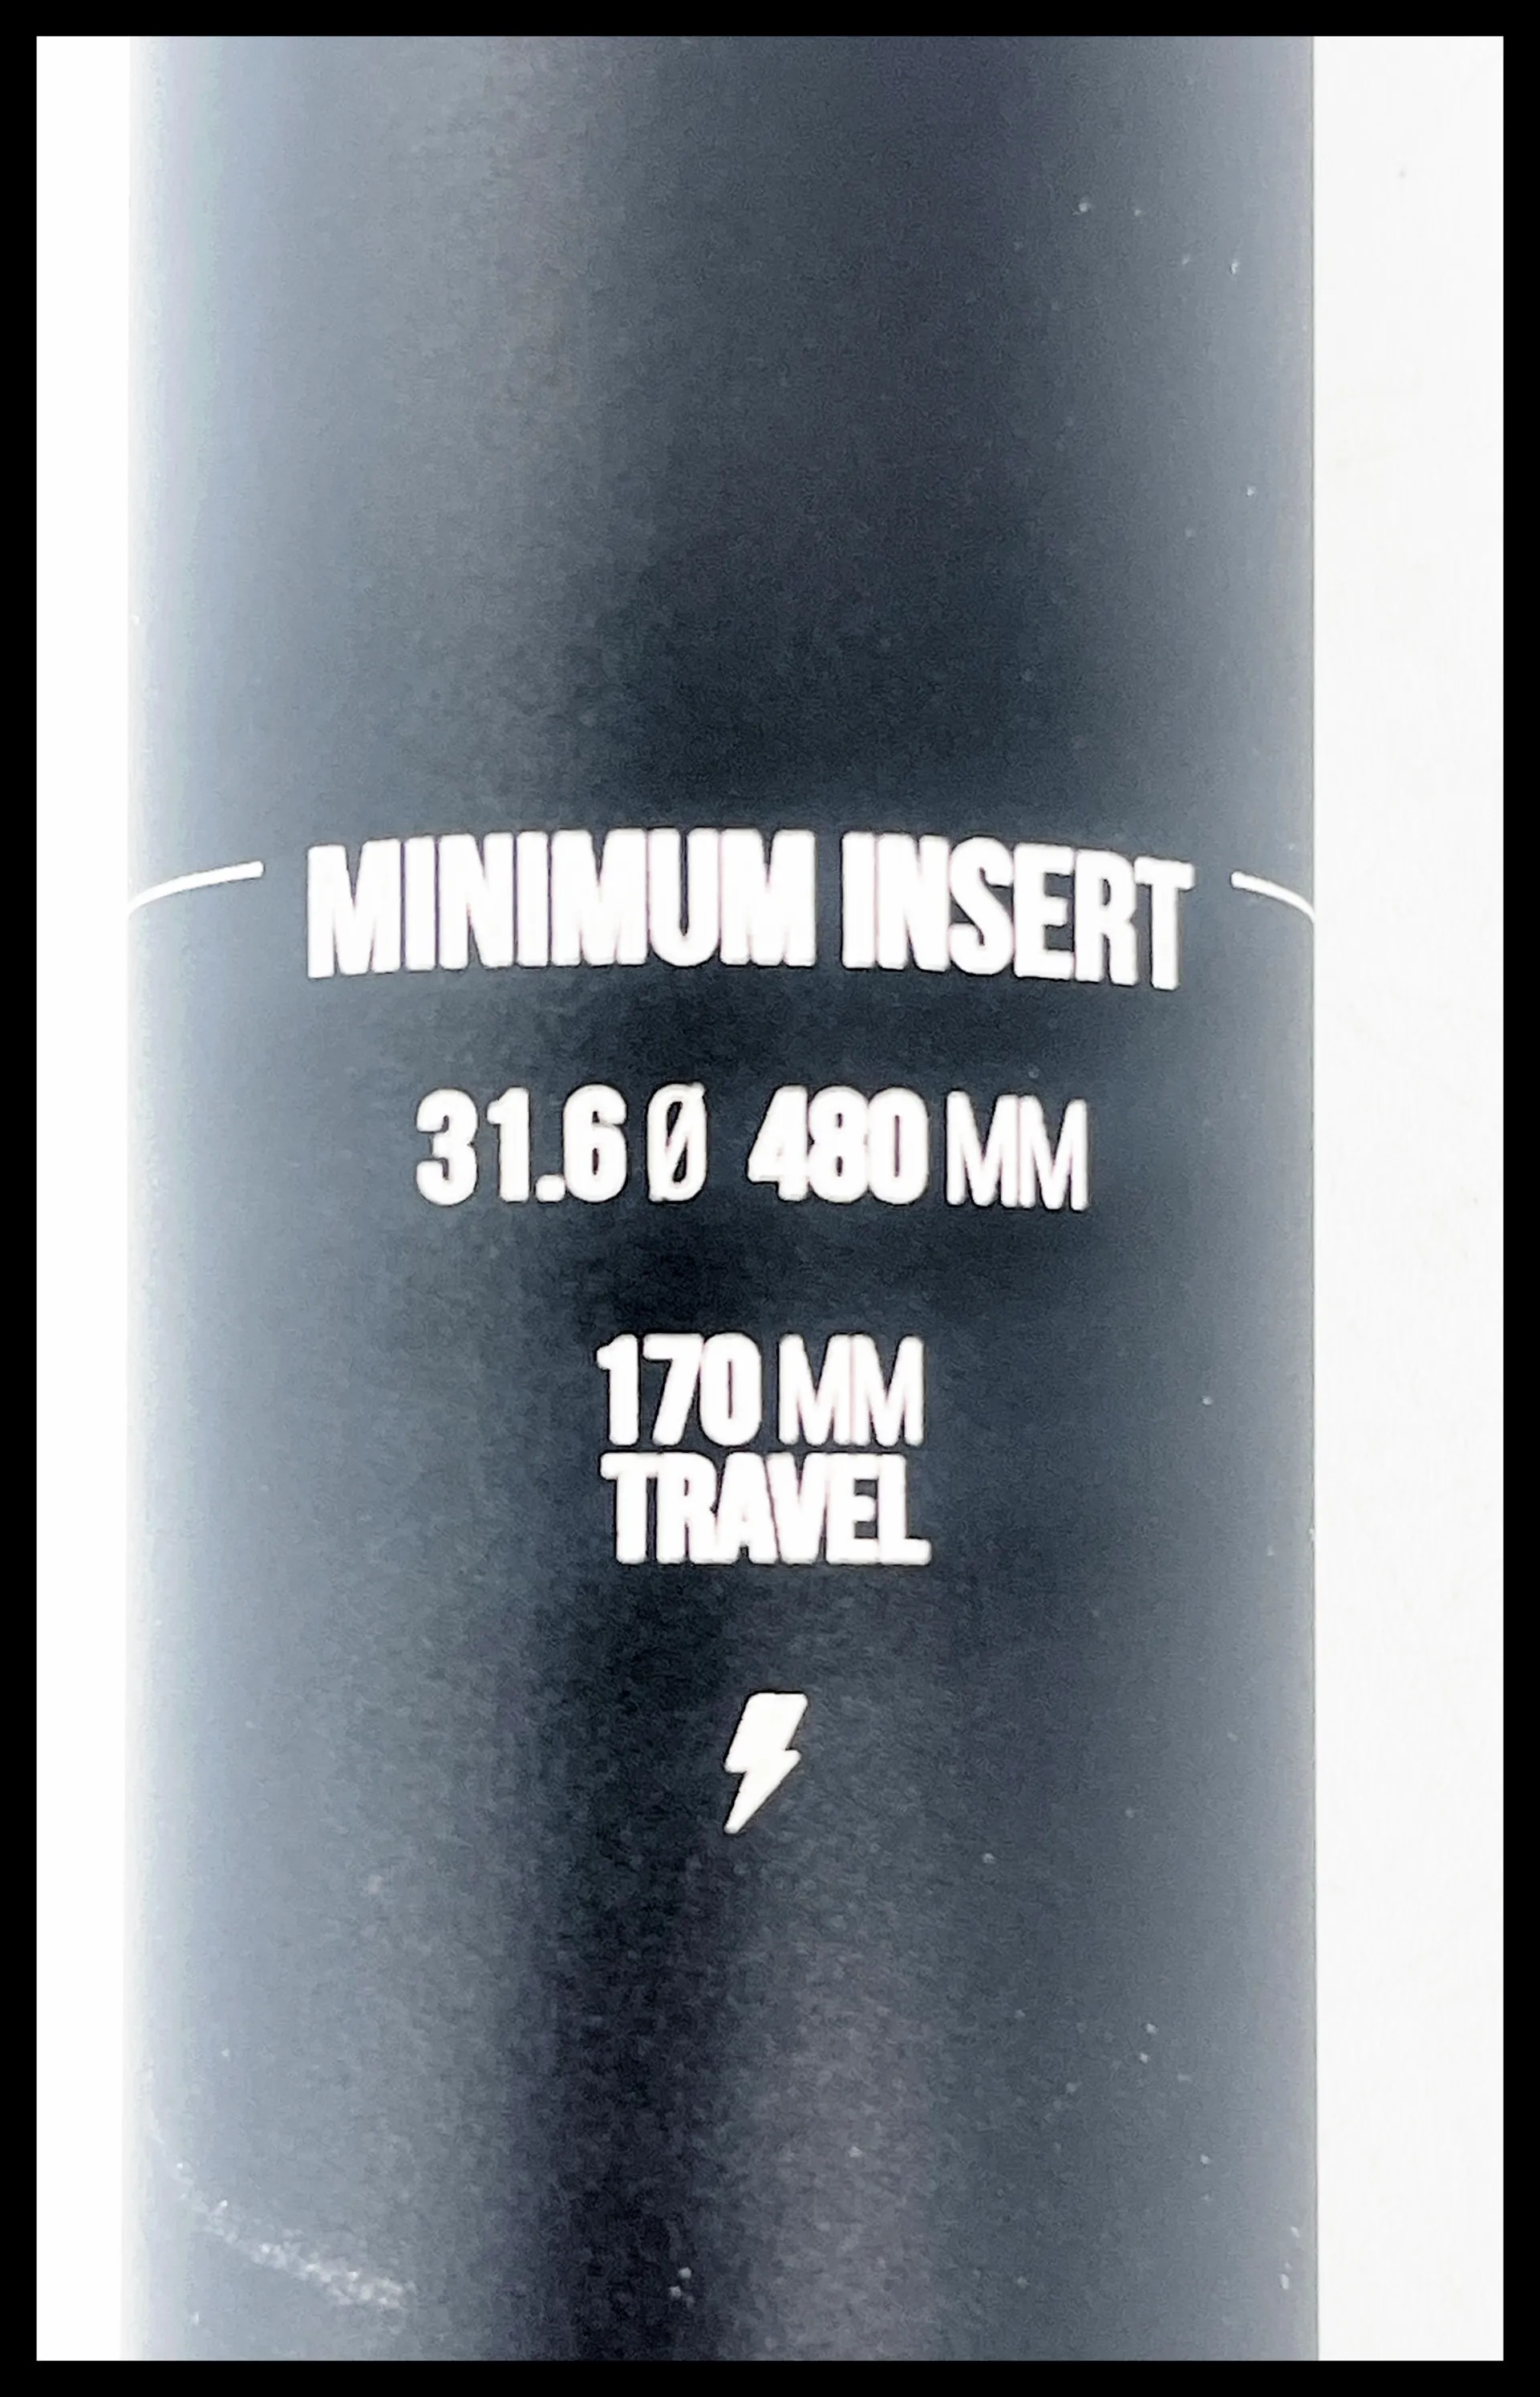 MINIMUM INSERT
31.6 Ø 480 MM
170 MM
TRAVEL